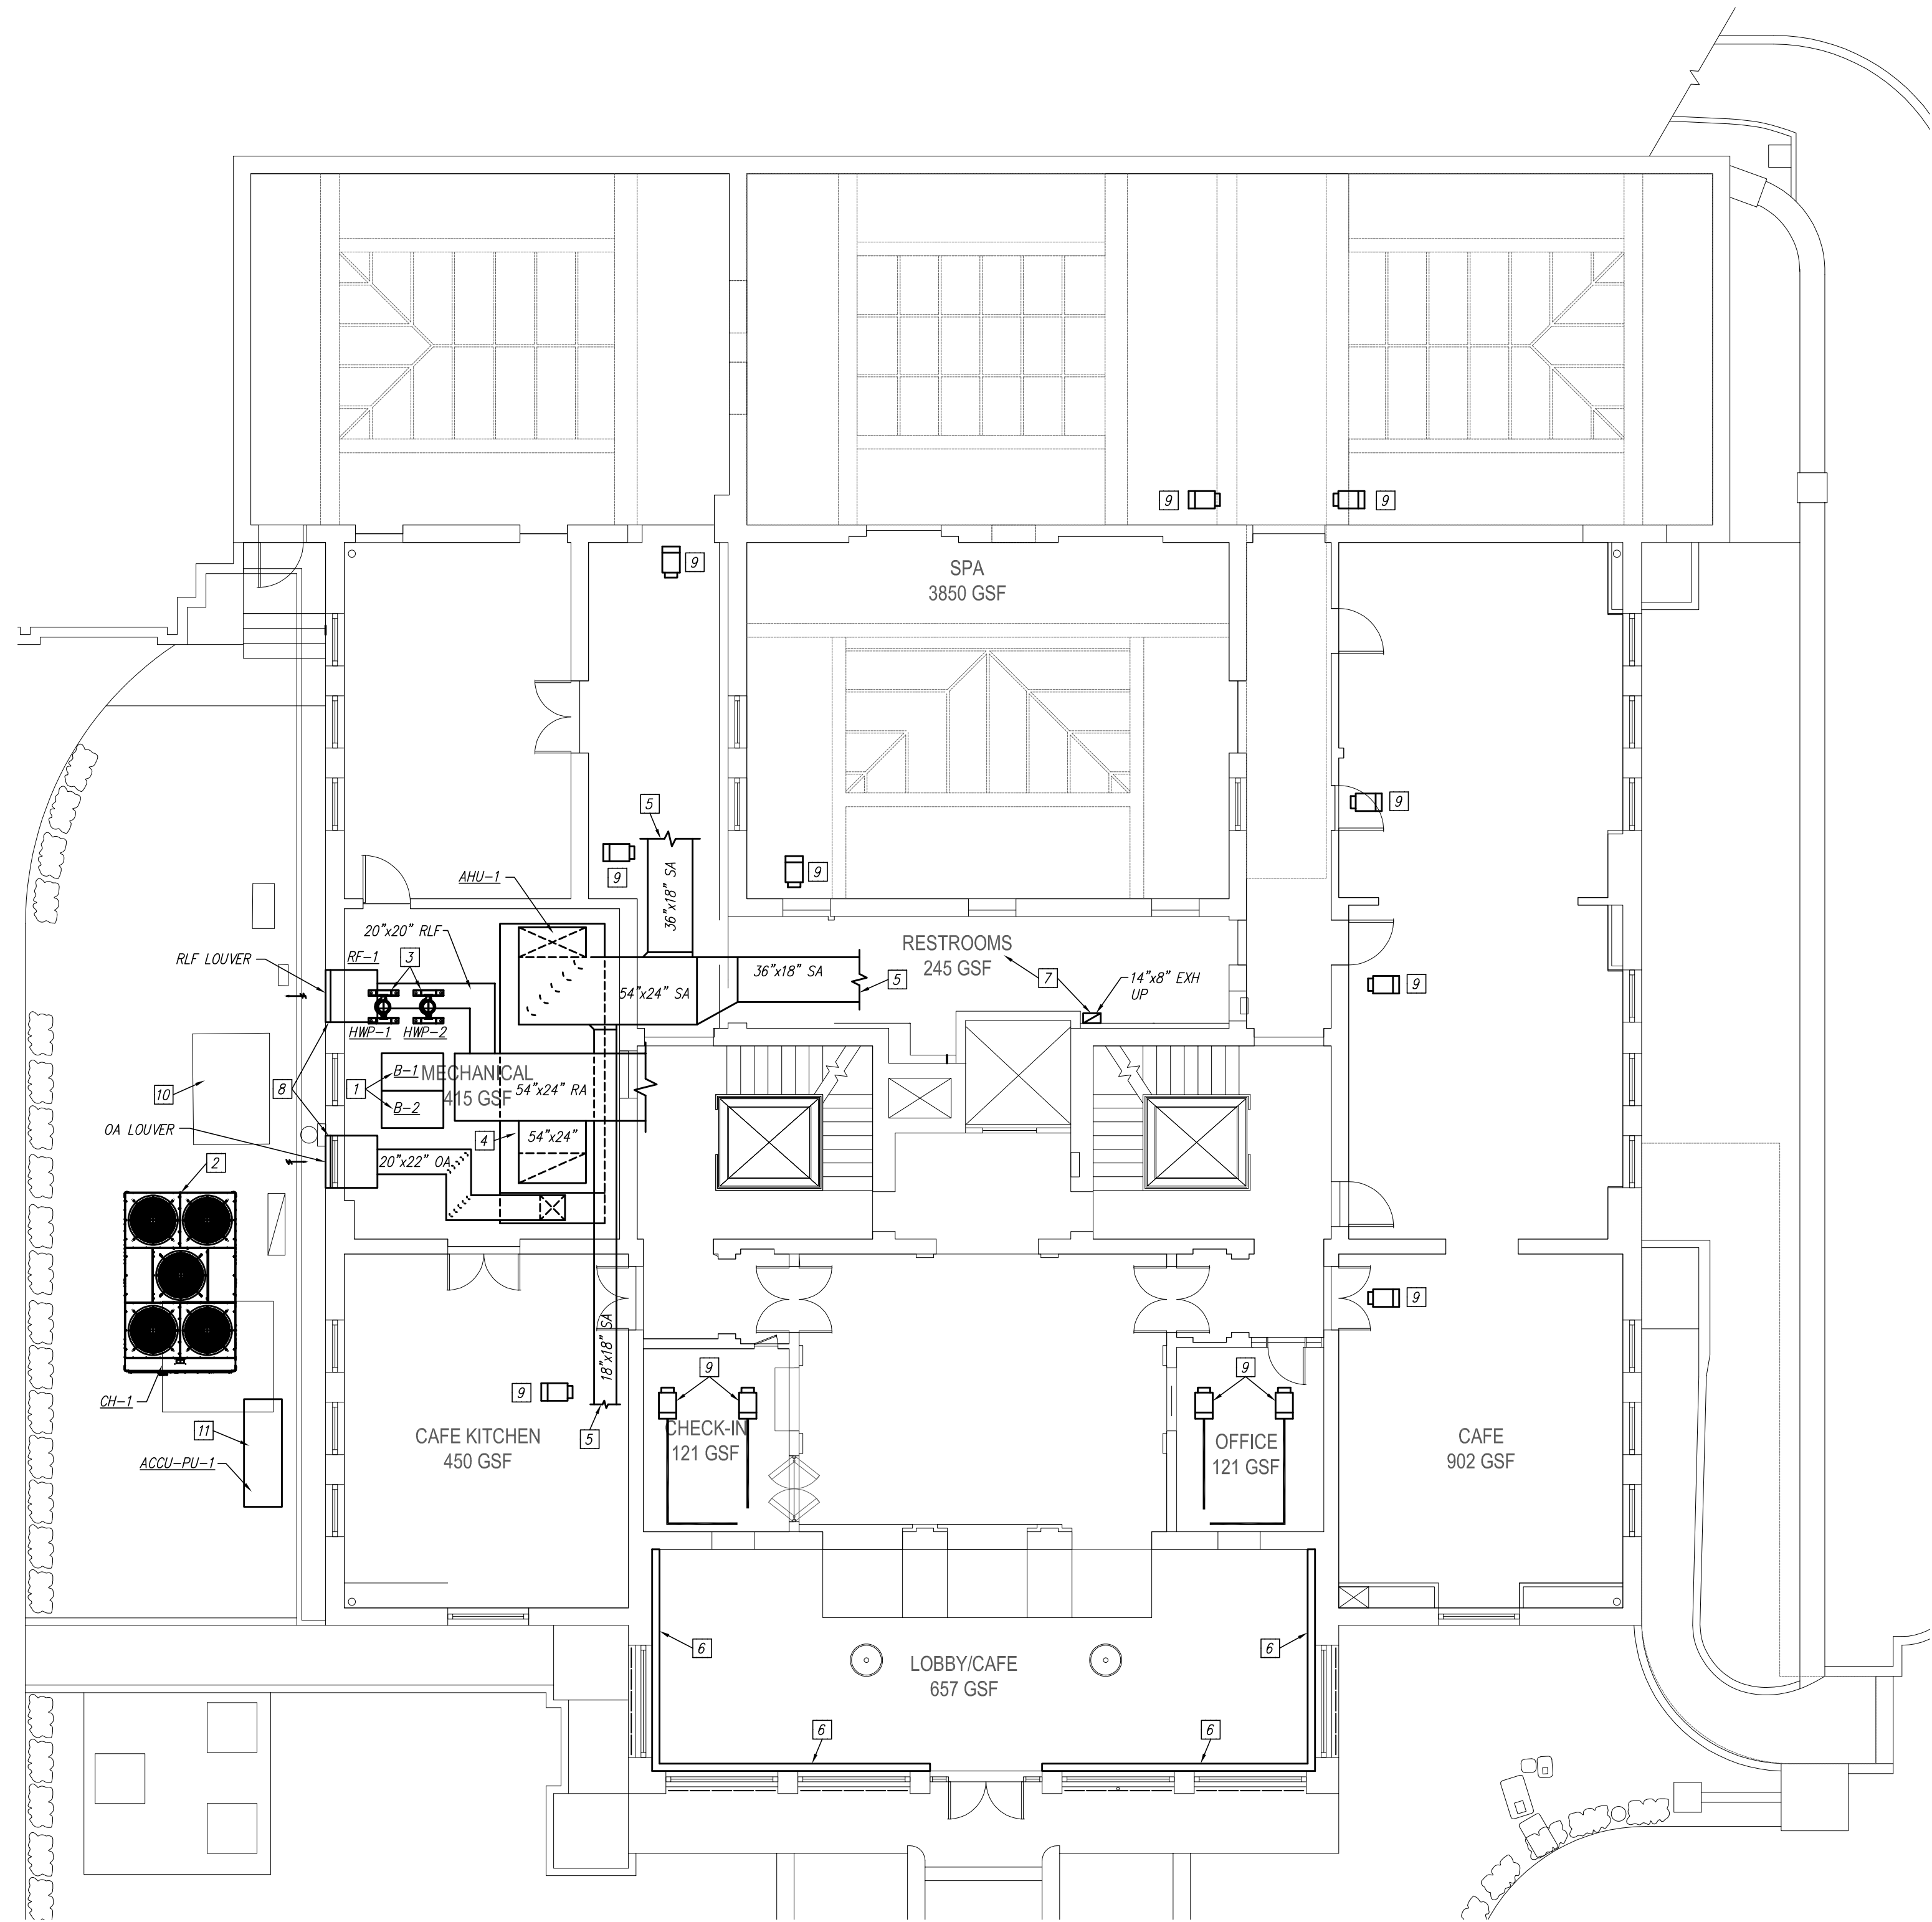 9
9
9
SPA
3850 GSF
5
9
9
9
9
AHU-1
36"x18" SA
20"x20" RLF
RF-1
3
RLF LOUVER
RESTROOMS
245 GSF
36"x18" SA
5
7
14"x8" EXH
UP
9
54"x24" SA
HWP-1
HWP-2
10
8
1
B-1
B-2
MECHANICAL
415 GSF
54"x24" RA
OA LOUVER
4
54"x24"
20"x22" OA
2
9
18"x18" SA
CH-1
9
9
9
11
5
CAFE KITCHEN
450 GSF
CHECK-IN
121 GSF
OFFICE
121 GSF
CAFE
902 GSF
ACCU-PU-1
6
6
LOBBY/CAFE
657 GSF
6
6